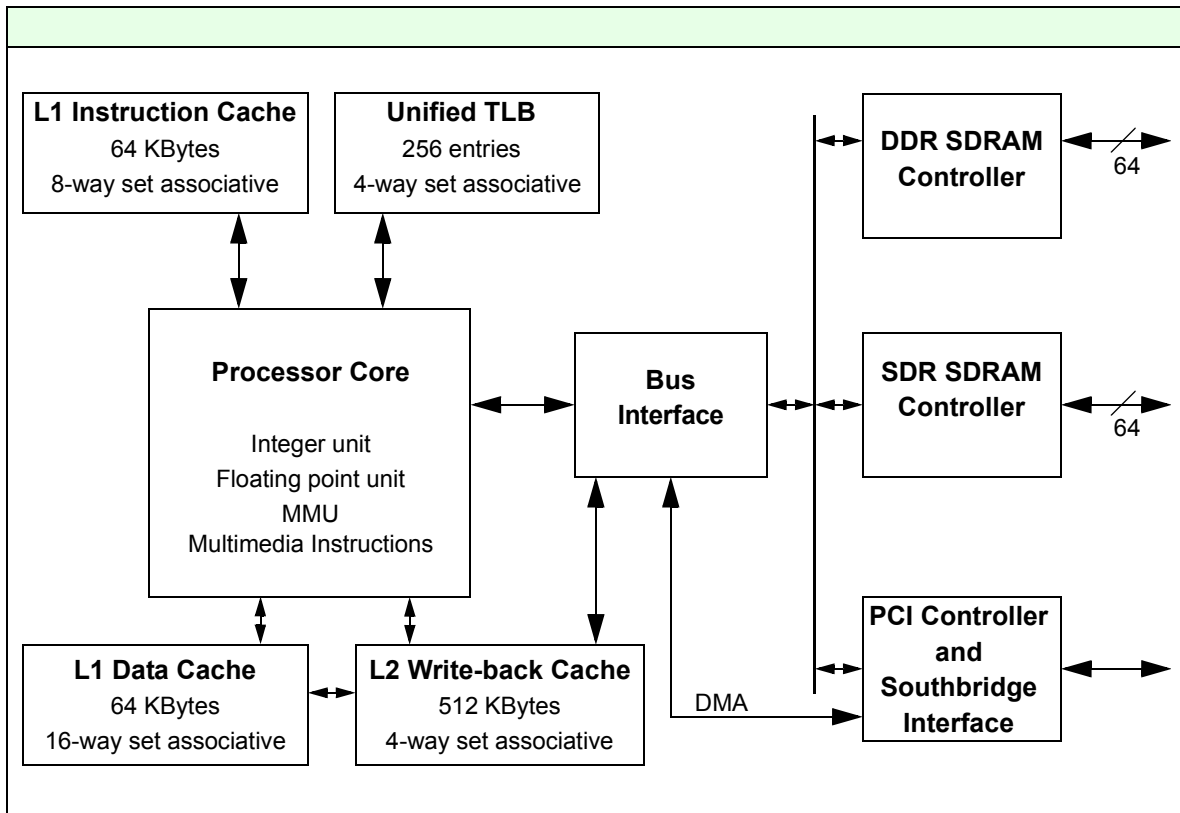 L1 Instruction Cache
64 KBytes
8-way set associative
Unified TLB
256 entries
4-way set associative
DDR SDRAM
Controller
64
Processor Core
Integer unit
Floating point unit
MMU
Multimedia Instructions
Bus
Interface
SDR SDRAM
Controller
64
L1 Data Cache
64 KBytes
16-way set associative
L2 Write-back Cache
512 KBytes
4-way set associative
DMA
PCI Controller
and
Southbridge
Interface